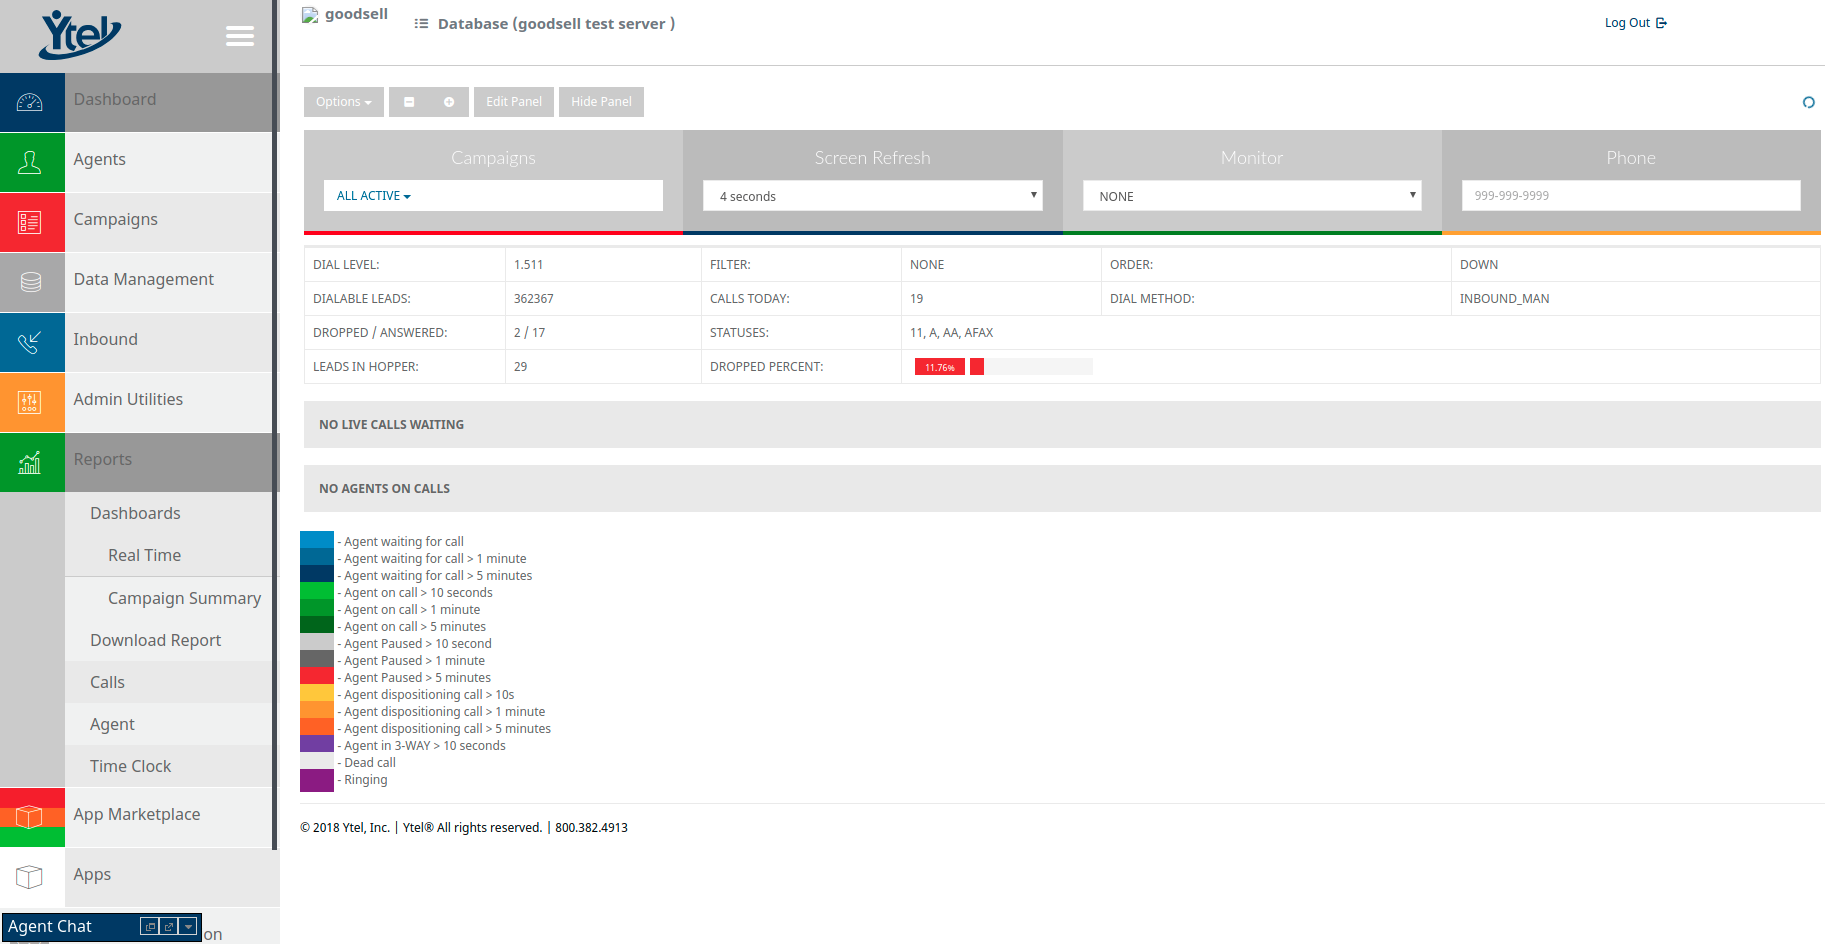 Ytel
goodsell
Database (goodsell test server )
Log Out
Dashboard
Agents
Campaigns
Data Management
Inbound
Admin Utilities
Reports
Dashboards
Real Time
Campaign Summary
Download Report
Calls
Agent
Time Clock
App Marketplace
Apps
on
Agent Chat
Options
Edit Panel
Hide Panel
Campaigns
ALL ACTIVE
Screen Refresh
4 seconds
Monitor
NONE
Phone
999-999-9999
DIAL LEVEL: 1.511 FILTER: NONE ORDER: DOWN
DIALABLE LEADS: 362367 CALLS TODAY: 19 DIAL METHOD: INBOUND_MAN
DROPPED / ANSWERED: 2 / 17 STATUSES: 11, A, AA, AFAX
LEADS IN HOPPER: 29 DROPPED PERCENT: 11.76%
NO LIVE CALLS WAITING
NO AGENTS ON CALLS
- Agent waiting for call
- Agent waiting for call > 1 minute
- Agent waiting for call > 5 minutes
- Agent on call > 10 seconds
- Agent on call > 1 minute
- Agent on call > 5 minutes
- Agent Paused > 10 second
- Agent Paused > 1 minute
- Agent Paused > 5 minutes
- Agent dispositioning call > 10s
- Agent dispositioning call > 1 minute
- Agent dispositioning call > 5 minutes
- Agent in 3-WAY > 10 seconds
- Dead call
- Ringing
© 2018 Ytel, Inc. | Ytel® All rights reserved. | 800.382.4913